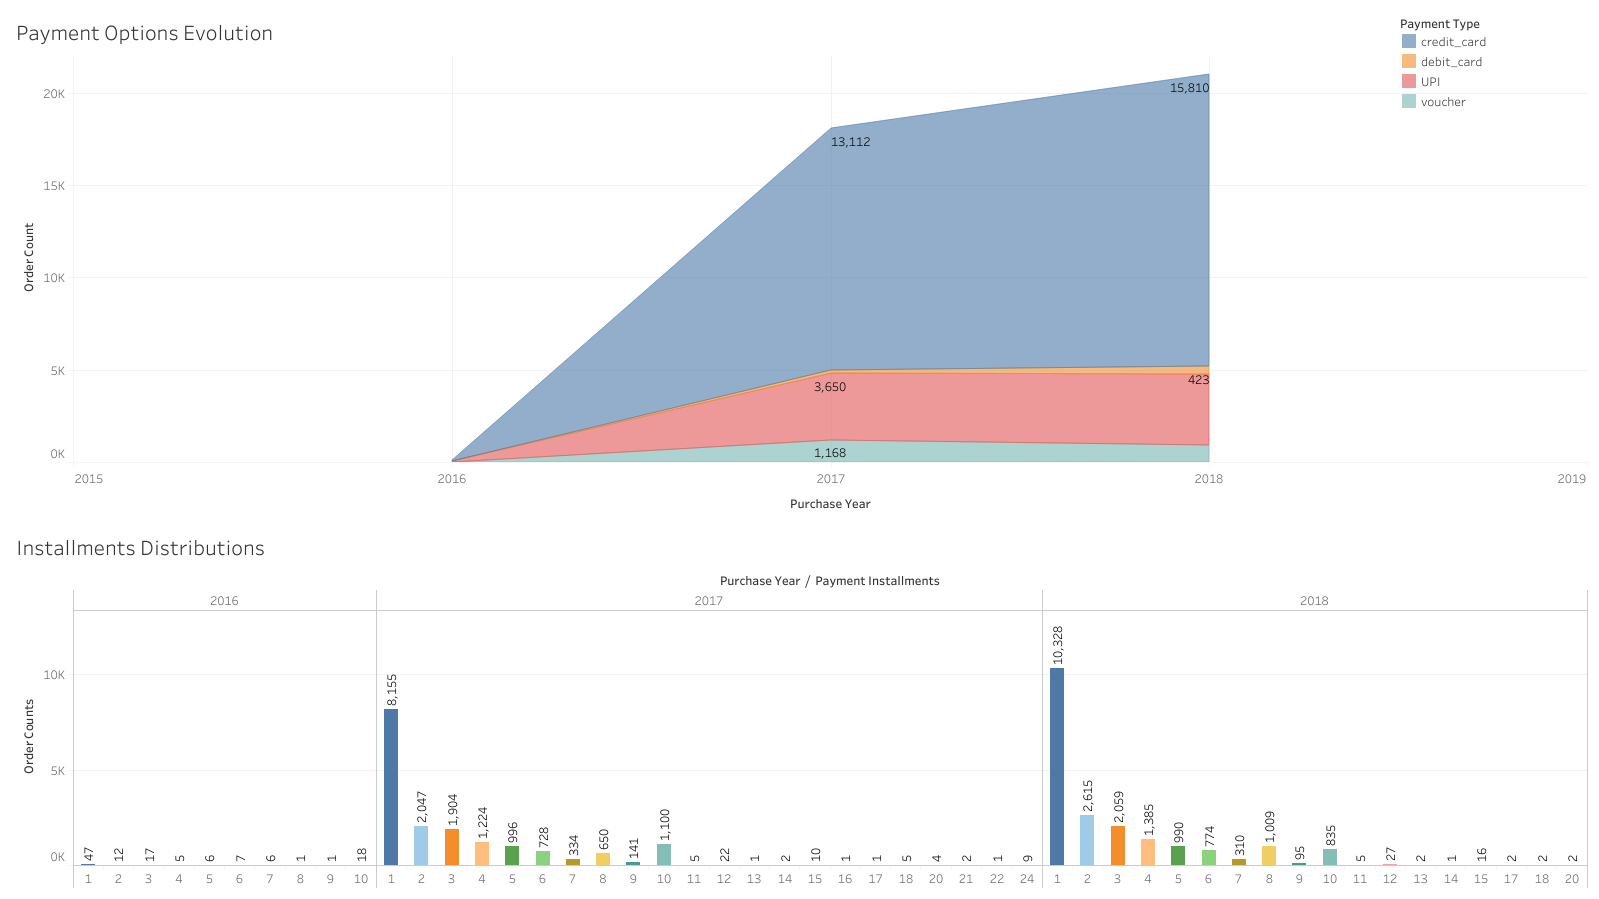 Payment Options Evolution
Payment Type
credit_card
debit_card
UPI
voucher
Order Count
20K
15K
10K
5K
0K
15,810
13,112
3,650
423
1,168
2015 2016 2017 2018 2019
Purchase Year
Installments Distributions
Purchase Year / Payment Installments
2016 2017 2018
Order Counts
10K
5K
0K
47 12 17 5 6 7 6 1 1 18 8,155 2,047 1,904 1,224 996 728 334 650 141 1,100 5 22 1 2 10 1 1 5 4 2 1 9 10,328 2,615 2,059 1,385 990 774 310 1,009 95 835 5 27 2 1 16 2 2 2
1 2 3 4 5 6 7 8 9 10 1 2 3 4 5 6 7 8 9 10 11 12 13 14 15 16 17 18 20 21 22 24 1 2 3 4 5 6 7 8 9 10 11 12 13 14 15 17 18 20